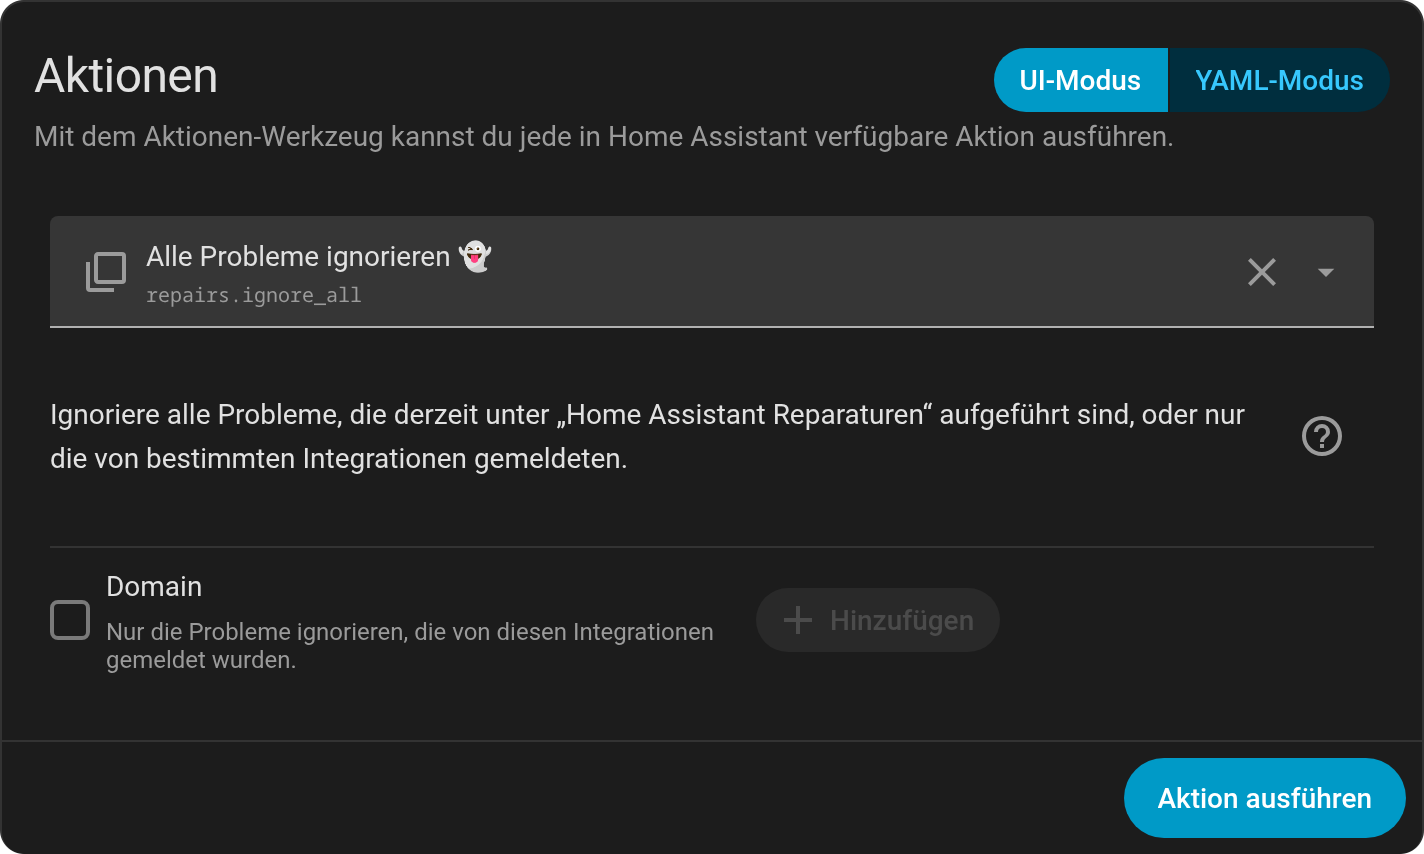 Aktionen
UI-Modus
YAML-Modus
Mit dem Aktionen-Werkzeug kannst du jede in Home Assistant verfügbare Aktion ausführen.
Alle Probleme ignorieren 👻
repairs.ignore_all
Ignoriere alle Probleme, die derzeit unter „Home Assistant Reparaturen“ aufgeführt sind, oder nur
die von bestimmten Integrationen gemeldeten.
Domain
Nur die Probleme ignorieren, die von diesen Integrationen
gemeldet wurden.
Hinzufügen
Aktion ausführen